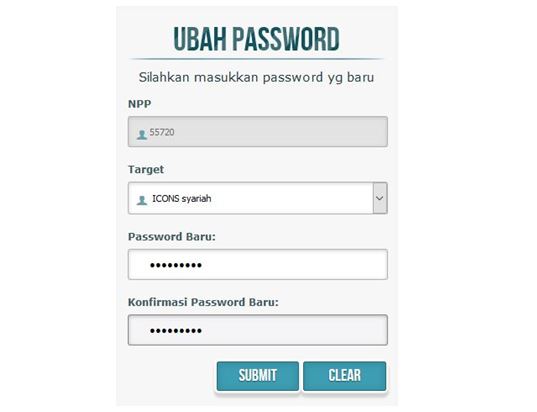 UBAH PASSWORD
Silahkan masukkan password yg baru
NPP
55720
Target
ICONS syariah
Password Baru:
•••••••••
Konfirmasi Password Baru:
•••••••••
SUBMIT CLEAR